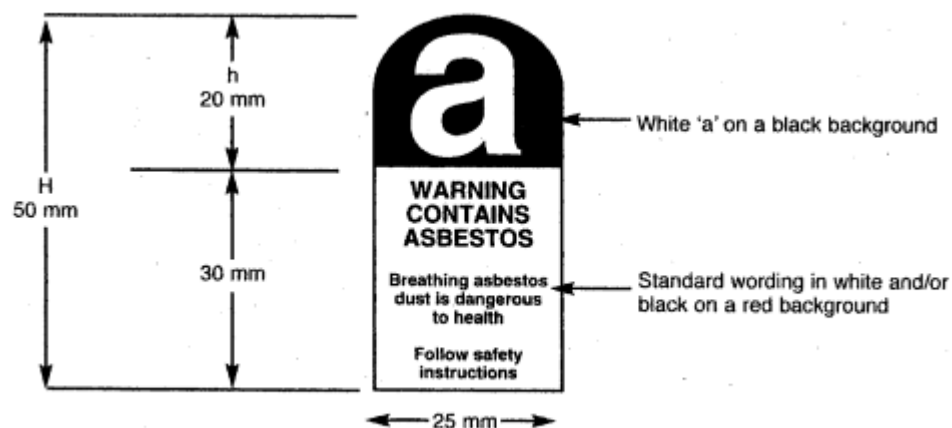 h
20 mm
H
50 mm
30 mm
a
WARNING
CONTAINS
ASBESTOS
Breathing asbestos
dust is dangerous
to health
Follow safety
instructions
25 mm
White ‘a’ on a black background
Standard wording in white and/or
black on a red background